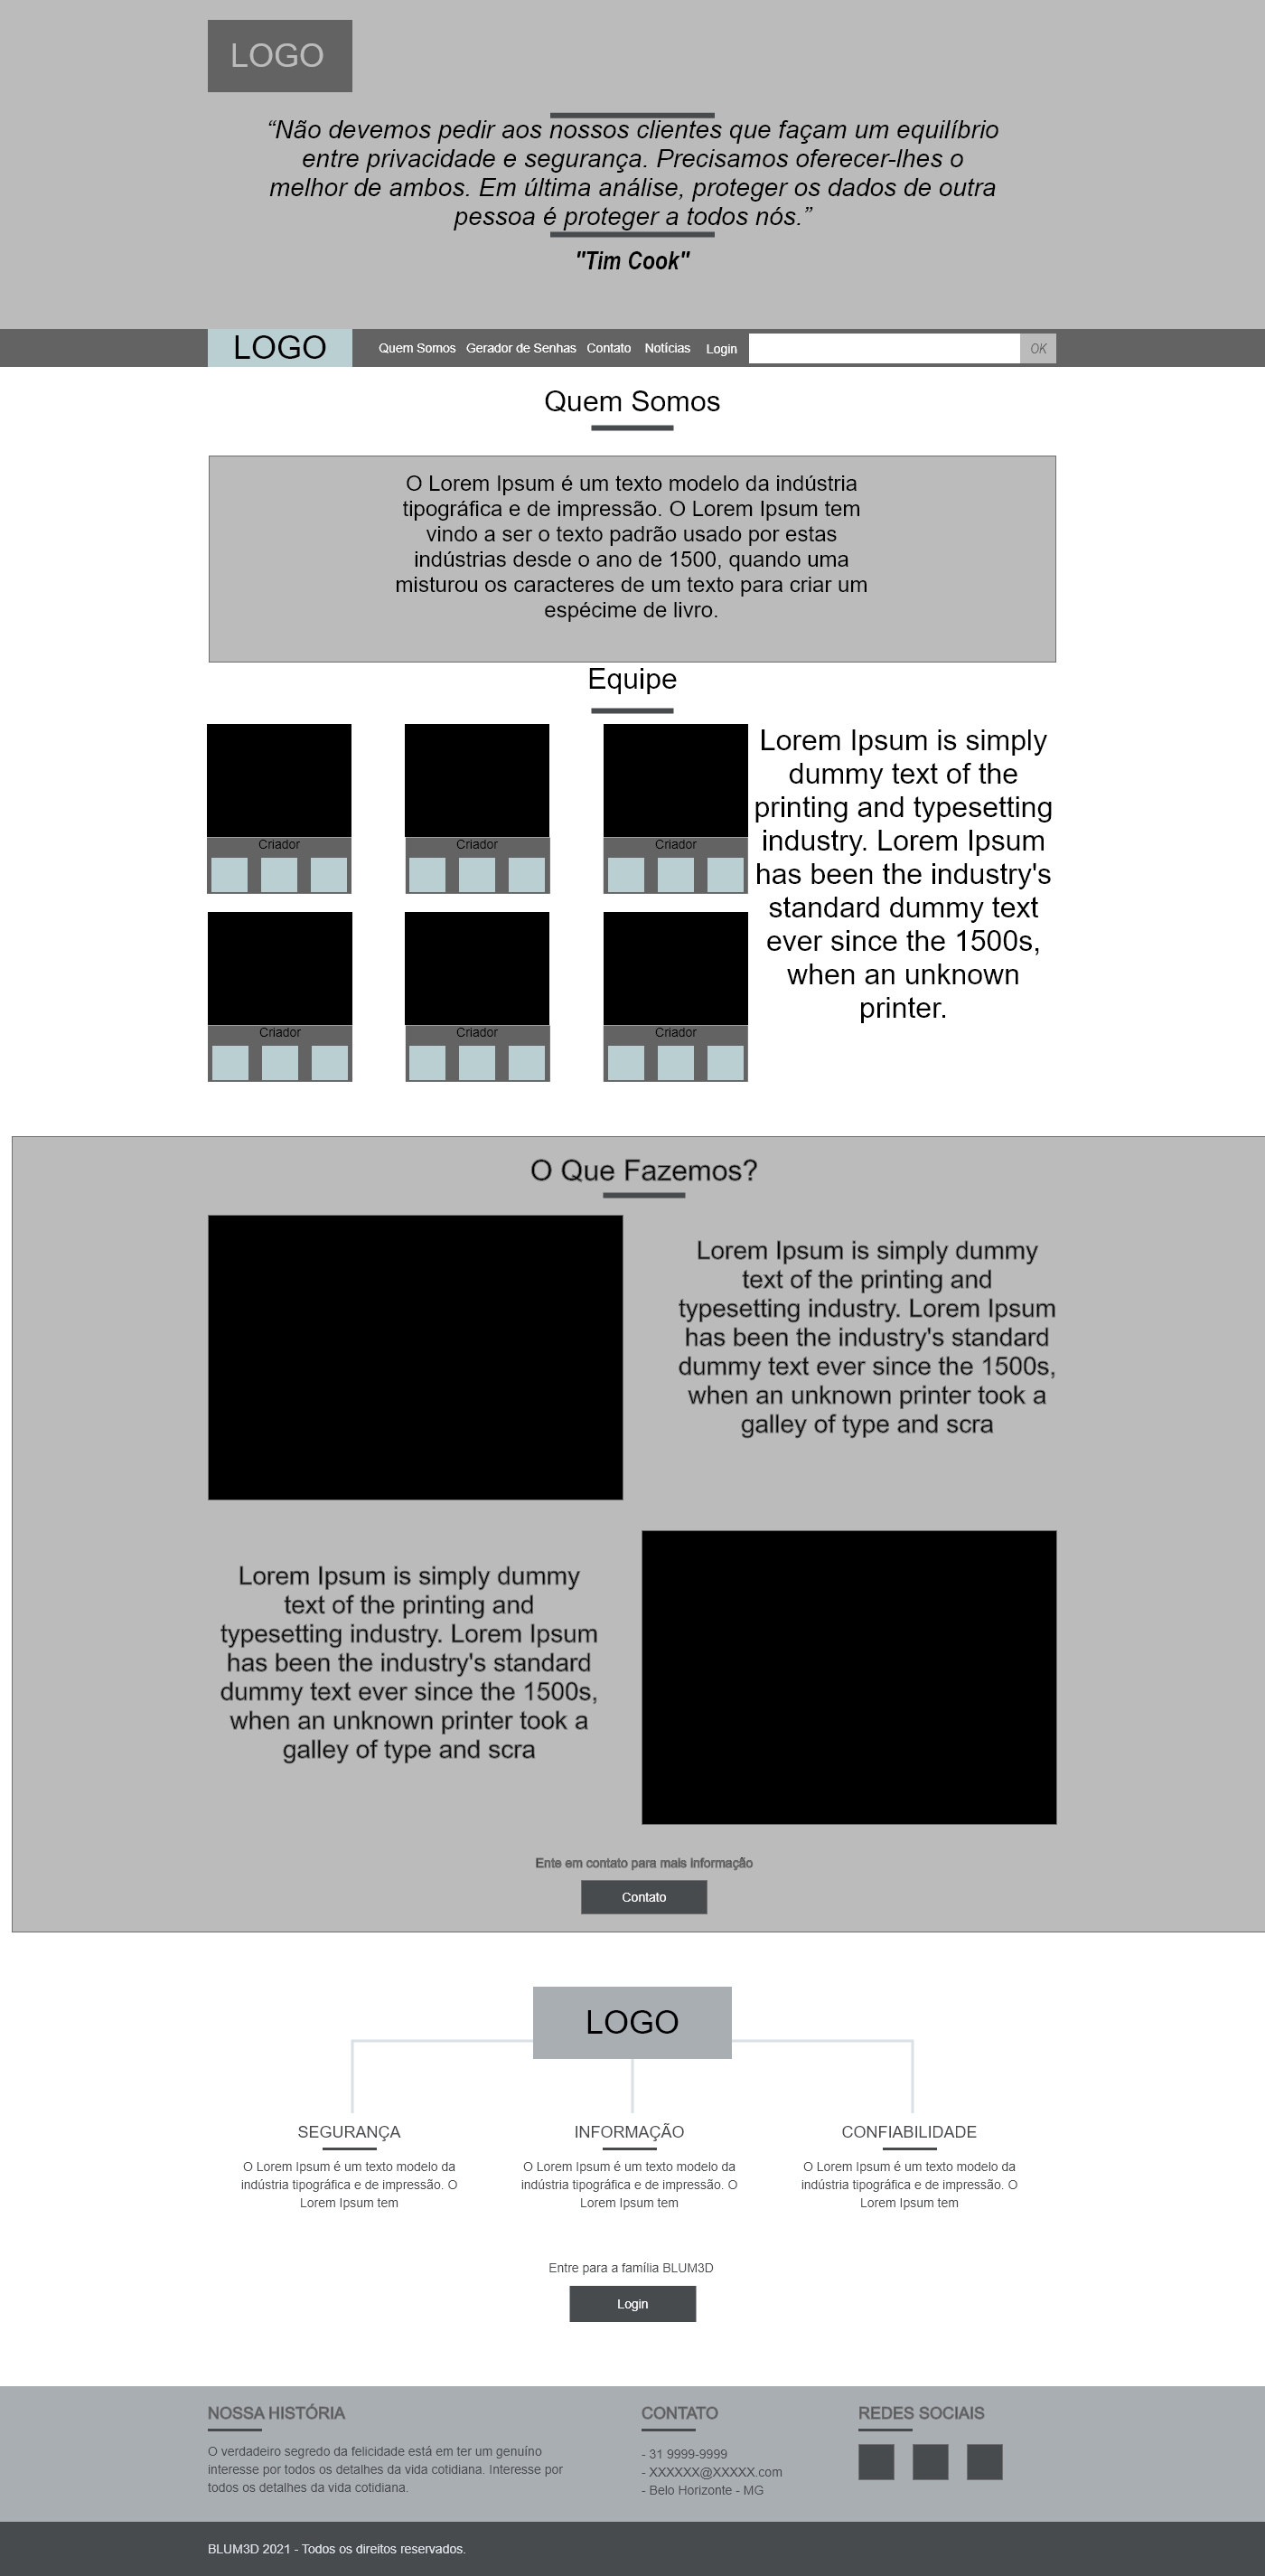 LOGO
“Não devemos pedir aos nossos clientes que façam um equilíbrio
entre privacidade e segurança. Precisamos oferecer-lhes o
melhor de ambos. Em última análise, proteger os dados de outra
pessoa é proteger a todos nós.”
"Tim Cook"
LOGO Quem Somos Gerador de Senhas Contato Notícias Login OK
Quem Somos
O Lorem Ipsum é um texto modelo da indústria
tipográfica e de impressão. O Lorem Ipsum tem
vindo a ser o texto padrão usado por estas
indústrias desde o ano de 1500, quando uma
misturou os caracteres de um texto para criar um
espécime de livro.
Equipe
Criador Criador Criador
Criador Criador Criador
Lorem Ipsum is simply
dummy text of the
printing and typesetting
industry. Lorem Ipsum
has been the industry's
standard dummy text
ever since the 1500s,
when an unknown
printer.
O Que Fazemos?
Lorem Ipsum is simply dummy
text of the printing and
typesetting industry. Lorem Ipsum
has been the industry's standard
dummy text ever since the 1500s,
when an unknown printer took a
galley of type and scra
Lorem Ipsum is simply dummy
text of the printing and
typesetting industry. Lorem Ipsum
has been the industry's standard
dummy text ever since the 1500s,
when an unknown printer took a
galley of type and scra
Ente em contato para mais informação
Contato
LOGO
SEGURANÇA
O Lorem Ipsum é um texto modelo da
indústria tipográfica e de impressão. O
Lorem Ipsum tem
INFORMAÇÃO
O Lorem Ipsum é um texto modelo da
indústria tipográfica e de impressão. O
Lorem Ipsum tem
CONFIABILIDADE
O Lorem Ipsum é um texto modelo da
indústria tipográfica e de impressão. O
Lorem Ipsum tem
Entre para a família BLUM3D
Login
NOSSA HISTÓRIA
O verdadeiro segredo da felicidade está em ter um genuíno
interesse por todos os detalhes da vida cotidiana. Interesse por
todos os detalhes da vida cotidiana.
CONTATO
- 31 9999-9999
- XXXXXX@XXXXX.com
- Belo Horizonte - MG
REDES SOCIAIS
BLUM3D 2021 - Todos os direitos reservados.